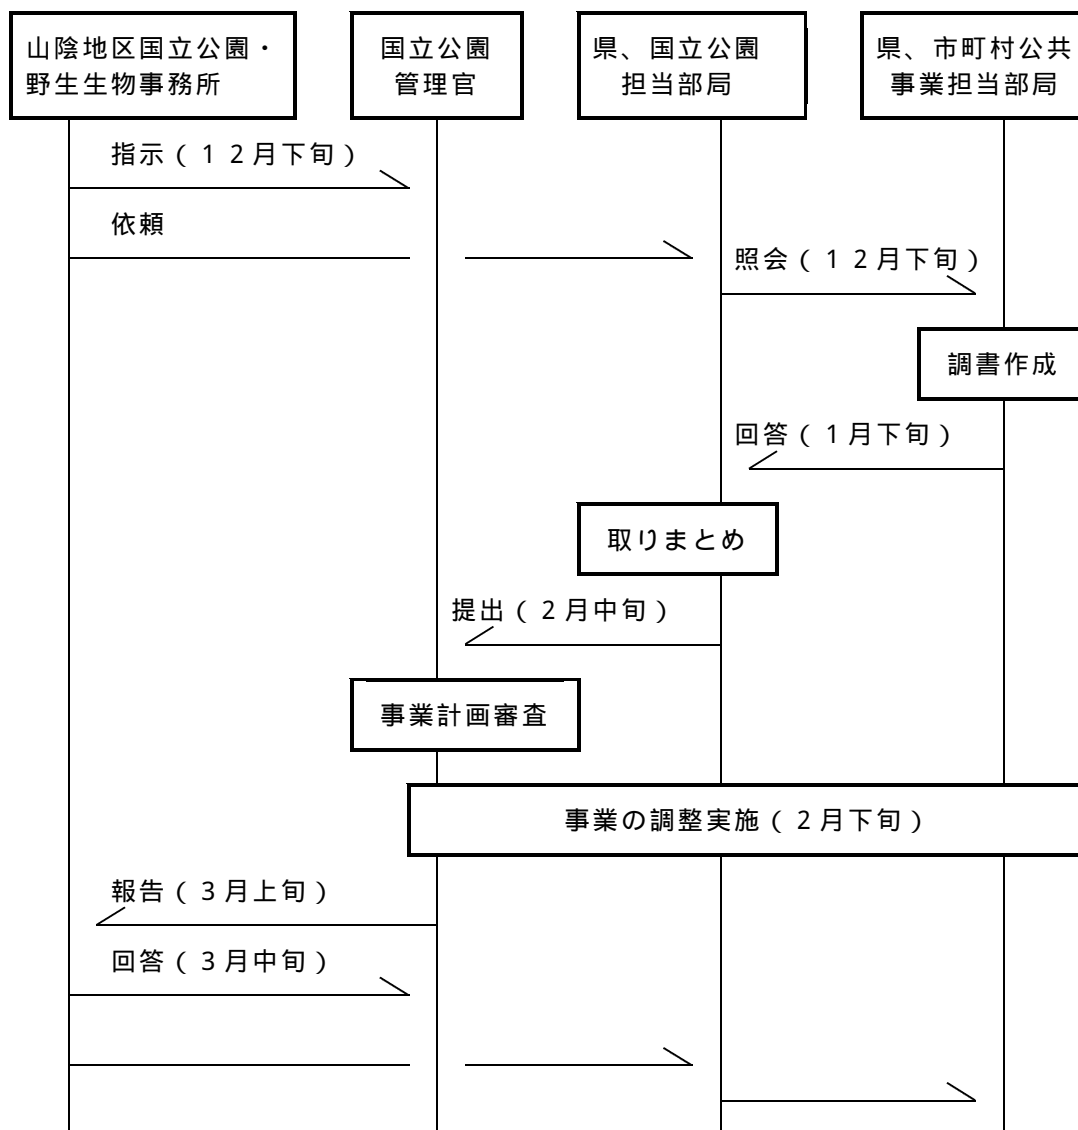 山陰地区国立公園・
野生生物事務所
国立公園
管理官
県、国立公園
担当部局
県、市町村公共
事業担当部局
指示(12月下旬)
依頼
照会(12月下旬)
調書作成
回答(1月下旬)
取りまとめ
提出(2月中旬)
事業計画審査
事業の調整実施(2月下旬)
報告(3月上旬)
回答(3月中旬)